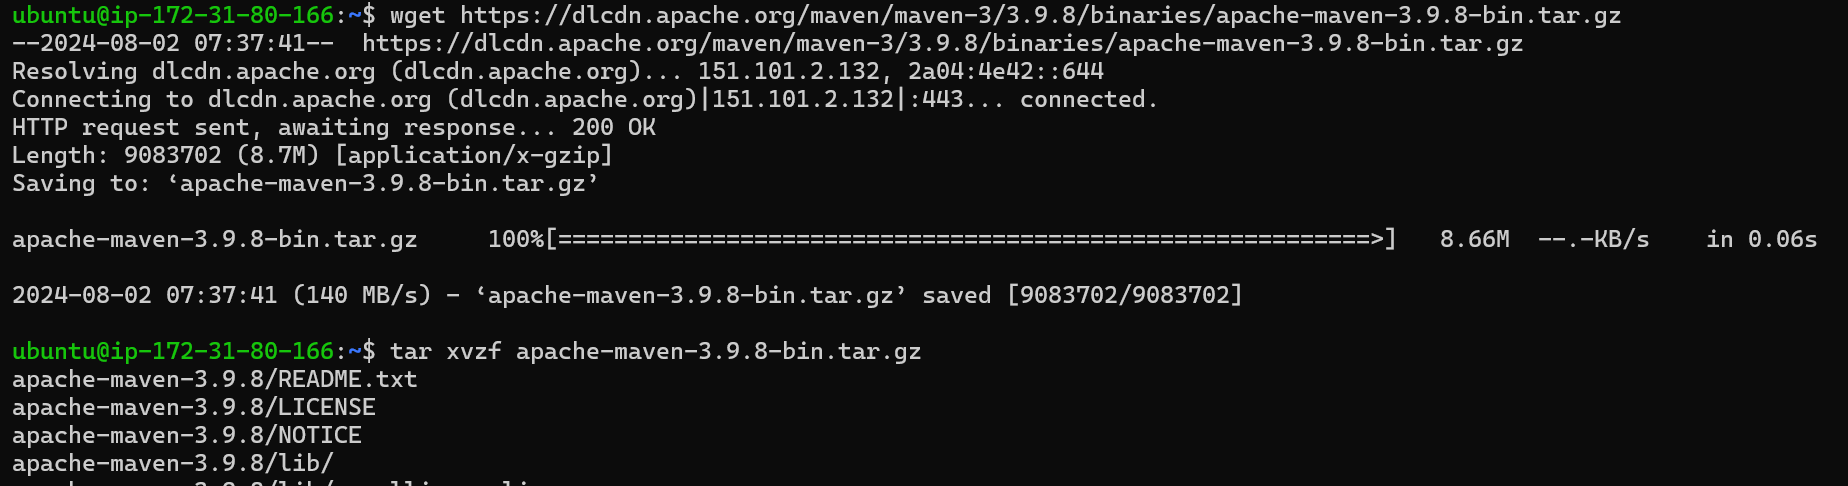 ubuntu@ip-172-31-80-166:~$ wget https://dlcdn.apache.org/maven/maven-3/3.9.8/binaries/apache-maven-3.9.8-bin.tar.gz
--2024-08-02 07:37:41--  https://dlcdn.apache.org/maven/maven-3/3.9.8/binaries/apache-maven-3.9.8-bin.tar.gz
Resolving dlcdn.apache.org (dlcdn.apache.org)... 151.101.2.132, 2a04:4e42::644
Connecting to dlcdn.apache.org (dlcdn.apache.org)|151.101.2.132|:443... connected.
HTTP request sent, awaiting response... 200 OK
Length: 9083702 (8.7M) [application/x-gzip]
Saving to: ‘apache-maven-3.9.8-bin.tar.gz’
apache-maven-3.9.8-bin.tar.gz     100%[==========================================================>]   8.66M  --.-KB/s    in 0.06s
2024-08-02 07:37:41 (140 MB/s) - ‘apache-maven-3.9.8-bin.tar.gz’ saved [9083702/9083702]
ubuntu@ip-172-31-80-166:~$ tar xvzf apache-maven-3.9.8-bin.tar.gz
apache-maven-3.9.8/README.txt
apache-maven-3.9.8/LICENSE
apache-maven-3.9.8/NOTICE
apache-maven-3.9.8/lib/